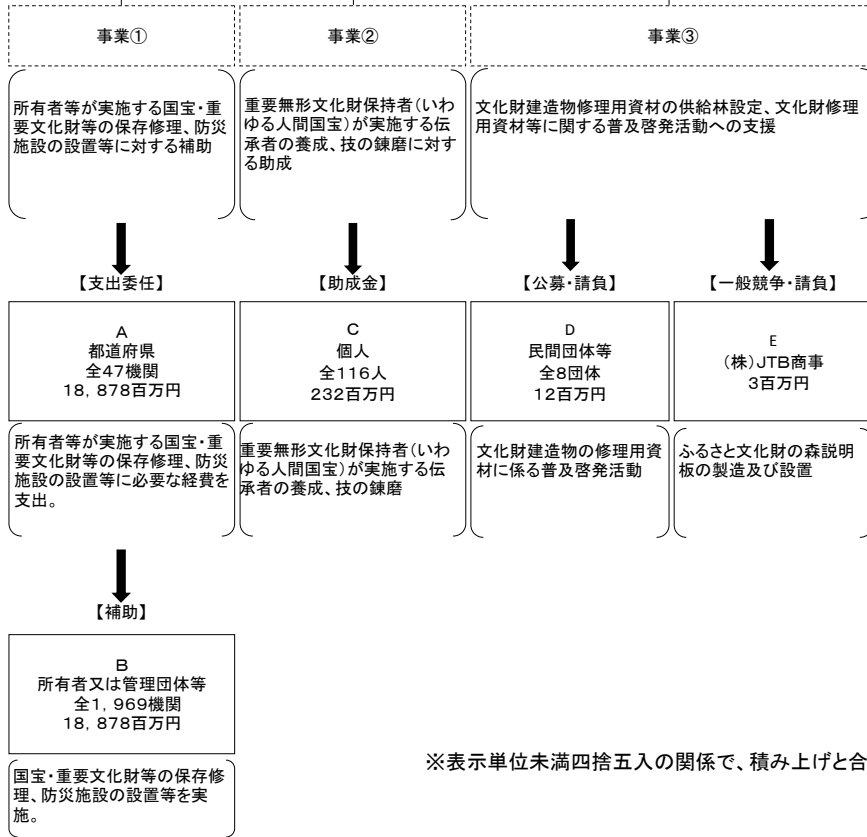 事業①
事業②
事業③
所有者等が実施する国宝・重
要文化財等の保存修理、防災
施設の設置等に対する補助
重要無形文化財保持者(いわ
ゆる人間国宝)が実施する伝
承者の養成、技の錬磨に対す
る助成
文化財建造物修理用資材の供給林設定、文化財修理
用資材等に関する普及啓発活動への支援
【支出委任】
【助成金】
【公募・請負】
【一般競争・請負】
A
都道府県
全47機関
18,878百万円
C
個人
全116人
232百万円
D
民間団体等
全8団体
12百万円
E
(株)JTB商事
3百万円
所有者等が実施する国宝・重
要文化財等の保存修理、防災
施設の設置等に必要な経費を
支出。
重要無形文化財保持者(いわ
ゆる人間国宝)が実施する伝
承者の養成、技の錬磨
文化財建造物の修理用資
材に係る普及啓発活動
ふるさと文化財の森説明
板の製造及び設置
【補助】
B
所有者又は管理団体等
全1,969機関
18,878百万円
国宝・重要文化財等の保存修
理、防災施設の設置等を実
施。
※表示単位未満四捨五入の関係で、積み上げと合